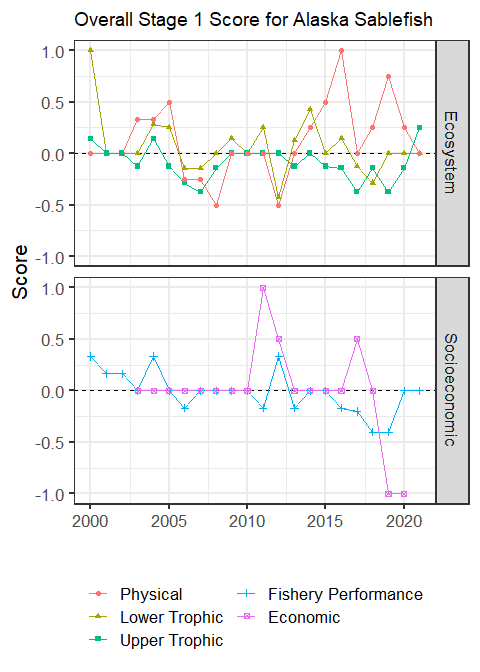 Overall Stage 1 Score for Alaska Sablefish
Score
1.0
0.5
0.0
-0.5
-1.0
Ecosystem
1.0
0.5
0.0
-0.5
-1.0
Socioeconomic
2000 2005 2010 2015 2020
Physical
Lower Trophic
Upper Trophic
Fishery Performance
Economic